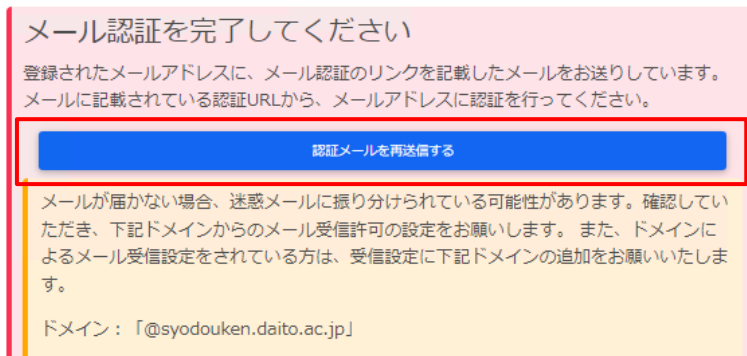 メール認証を完了してください
登録されたメールアドレスに、メール認証のリンクを記載したメールをお送りしています。
メールに記載されている認証URLから、メールアドレスに認証を行ってください。
認証メールを再送信する
メールが届かない場合、迷惑メールに振り分けられている可能性があります。確認してい
ただき、下記ドメインからのメール受信許可の設定をお願いします。 また、ドメインに
よるメール受信設定をされている方は、受信設定に下記ドメインの追加をお願いいたしま
す。
ドメイン：「@syodouken.daito.ac.jp」